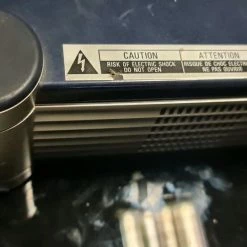 CAUTION
RISK OF ELECTRIC SHOCK
DO NOT OPEN
ATTENTION
RISQUE DE CHOC ELECTRI
NE PAS OUVRIR